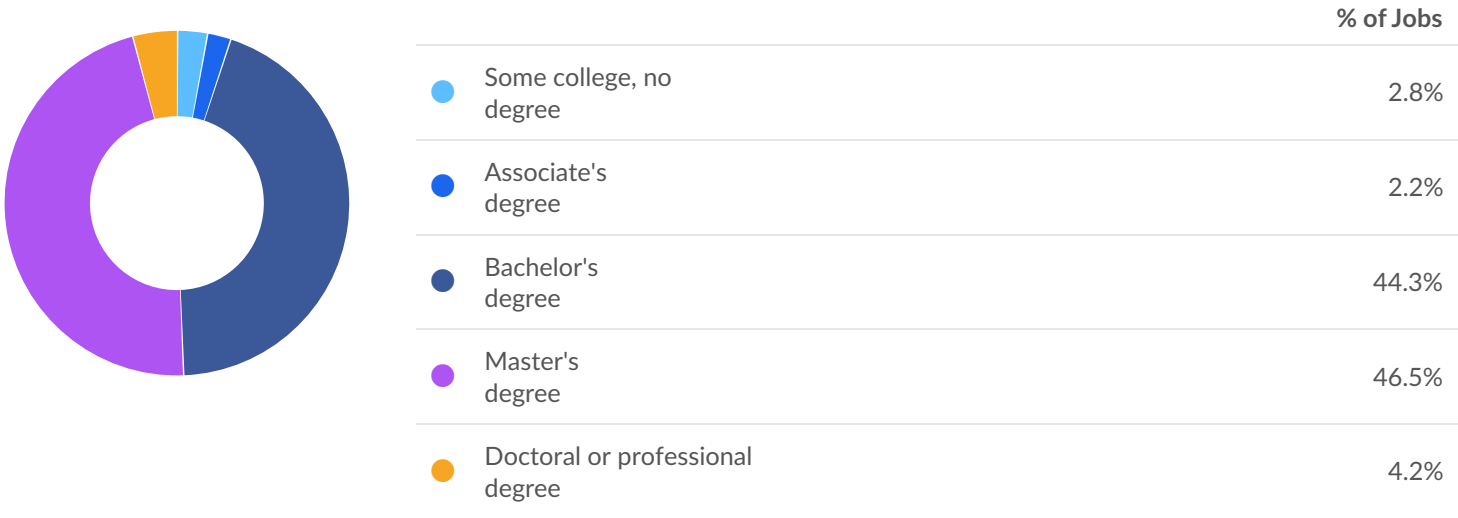 % of Jobs
Some college, no
degree
2.8%
Associate's
degree
2.2%
Bachelor's
degree
44.3%
Master's
degree
46.5%
Doctoral or professional
degree
4.2%